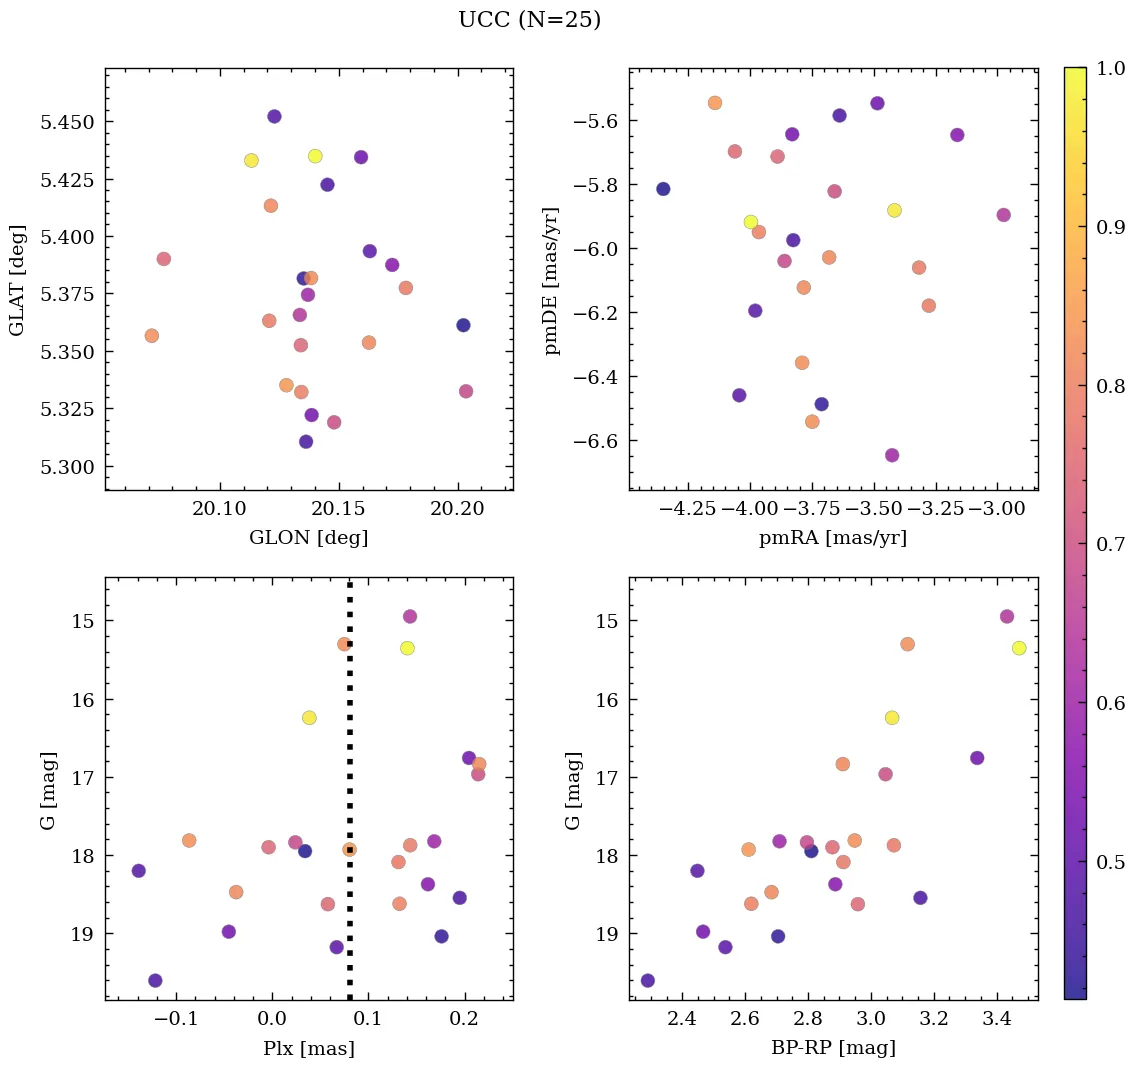 UCC (N=25)
5.450
5.425
5.400
5.375
5.350
5.325
5.300
GLAT [deg]
20.10 20.15 20.20
GLON [deg]
−5.6
−5.8
−6.0
−6.2
−6.4
−6.6
pmDE [mas/yr]
−4.25 −4.00 −3.75 −3.50 −3.25 −3.00
pmRA [mas/yr]
1.0
0.9
0.8
0.7
0.6
0.5
15
16
17
18
19
G [mag]
−0.1 0.0 0.1 0.2
Plx [mas]
15
16
17
18
19
G [mag]
2.4 2.6 2.8 3.0 3.2 3.4
BP-RP [mag]